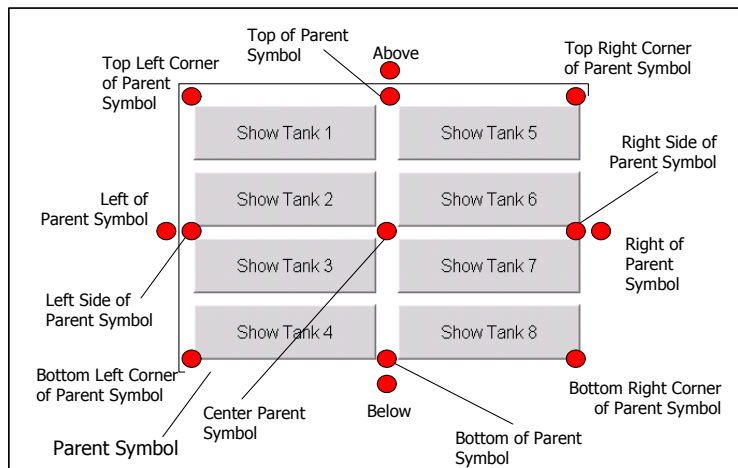 Top of Parent
Symbol
Above
Top Left Corner
of Parent
Symbol
Top Right Corner
of Parent Symbol
Show Tank 1
Show Tank 5
Right Side of
Parent Symbol
Left of
Parent Symbol
Show Tank 2
Show Tank 6
Right of
Parent
Symbol
Show Tank 3
Show Tank 7
Left Side of
Parent Symbol
Show Tank 4
Show Tank 8
Bottom Left Corner
of Parent Symbol
Parent Symbol
Center Parent
Symbol
Below
Bottom of Parent
Symbol
Bottom Right Corner
of Parent Symbol